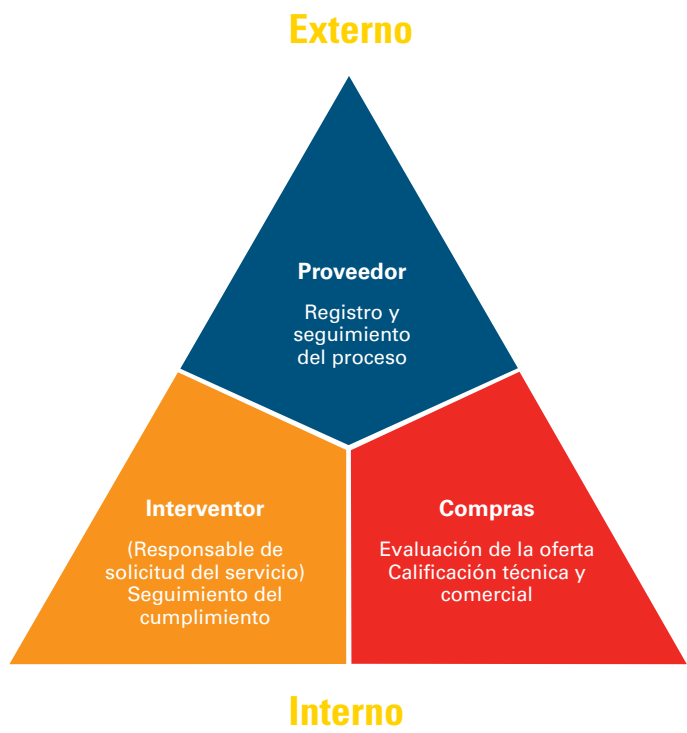 Externo
Proveedor
Registro y
seguimiento
del proceso
Interventor
(Responsable de
solicitud del servicio)
Seguimiento del
cumplimiento
Compras
Evaluación de la oferta
Calificación técnica y
comercial
Interno